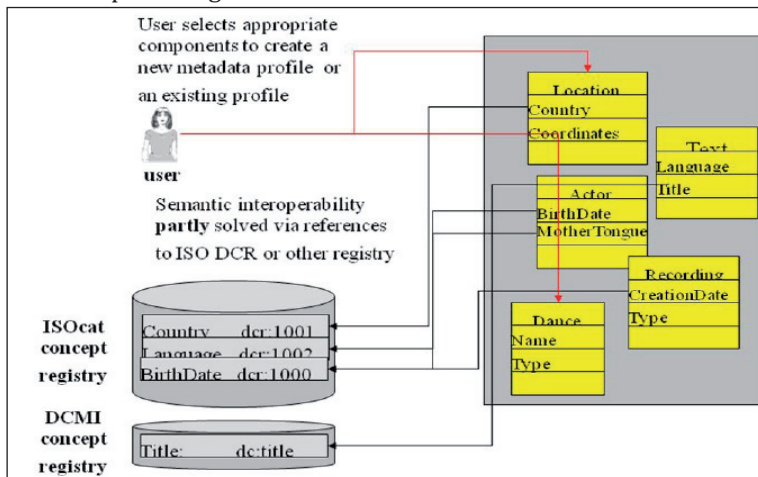 User selects appropriate
components to create a
new metadata profile or
an existing profile
user
Semantic interoperability
partly solved via references
to ISO DCR or other registry
ISOcat
concept
registry
Country dcr:1001
Language dcr:1002
BirthDate dcr:1000
DCMI
concept
registry
Title: dc:title
Location
Country
Coordinates
Text
Language
Title
Actor
BirthDate
MotherTongue
Recording
CreationDate
Type
Dance
Name
Type